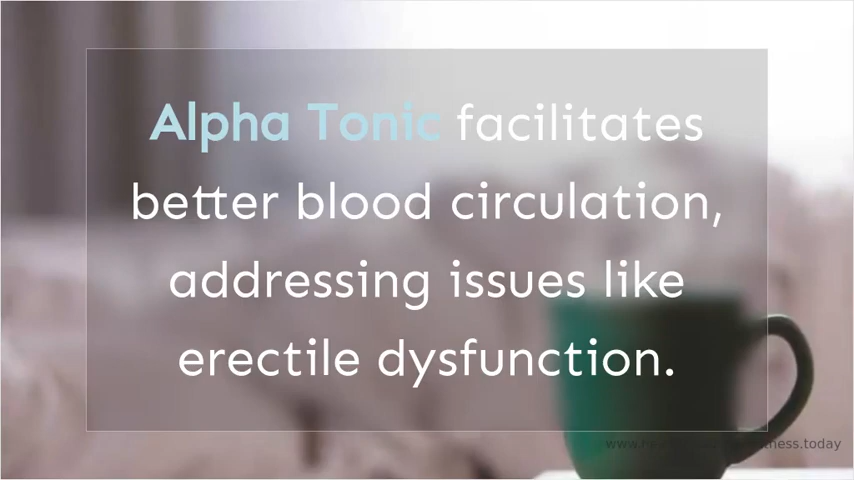 Alpha Tonic facilitates
better blood circulation,
addressing issues like
erectile dysfunction.